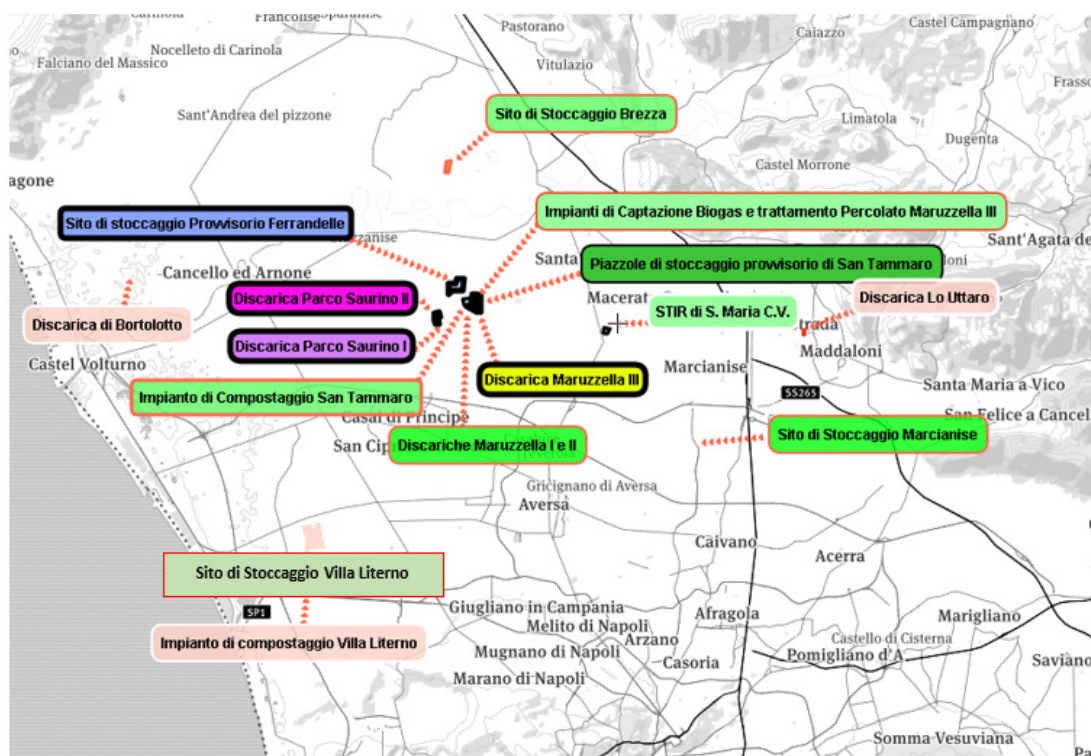 Carinola
Francolise
Sparanise
Pastorano
Castel Campagnano
Nocelleto di Carinola
Caiazzo
Falciano del Massico
Vitulazio
Sant'Andrea del pizzone
Sito di Stoccaggio Brezza
Limatola
Dugenta
Castel Morrone
Sito di stoccaggio Provvisorio Ferrandelle
Impianti di Captazione Biogas e trattamento Percolato Maruzzella III
Sant'Agata de
Santa
Piazzole di stoccaggio provvisorio di San Tammaro
Cancello ed Arnone
Discarica Parco Saurino II
Macerat
Discarica Lo Uttaro
Discarica di Bortolotto
STIR di S. Maria C.V.
Discarica Parco Saurino I
Maddaloni
Castel Volturno
Marcianise
Discarica Maruzzella III
Santa Maria a Vico
Impianto di Compostaggio San Tammaro
SS265
San Felice a Cancel
Casal di Principe
San Cip
Discariche Maruzzella I e II
Sito di Stoccaggio Marcianise
Gricignano di Aversa
Aversa
Caivano
Acerra
Sito di Stoccaggio Villa Literno
SP1
Giugliano in Campania
Afragola
Marigliano
Melito di Napoli
Impianto di compostaggio Villa Literno
Arzano
Castello di Cisterna
Mugnano di Napoli
Pomigliano d'A
Casoria
Saviano
Marano di Napoli
Somma Vesuviana